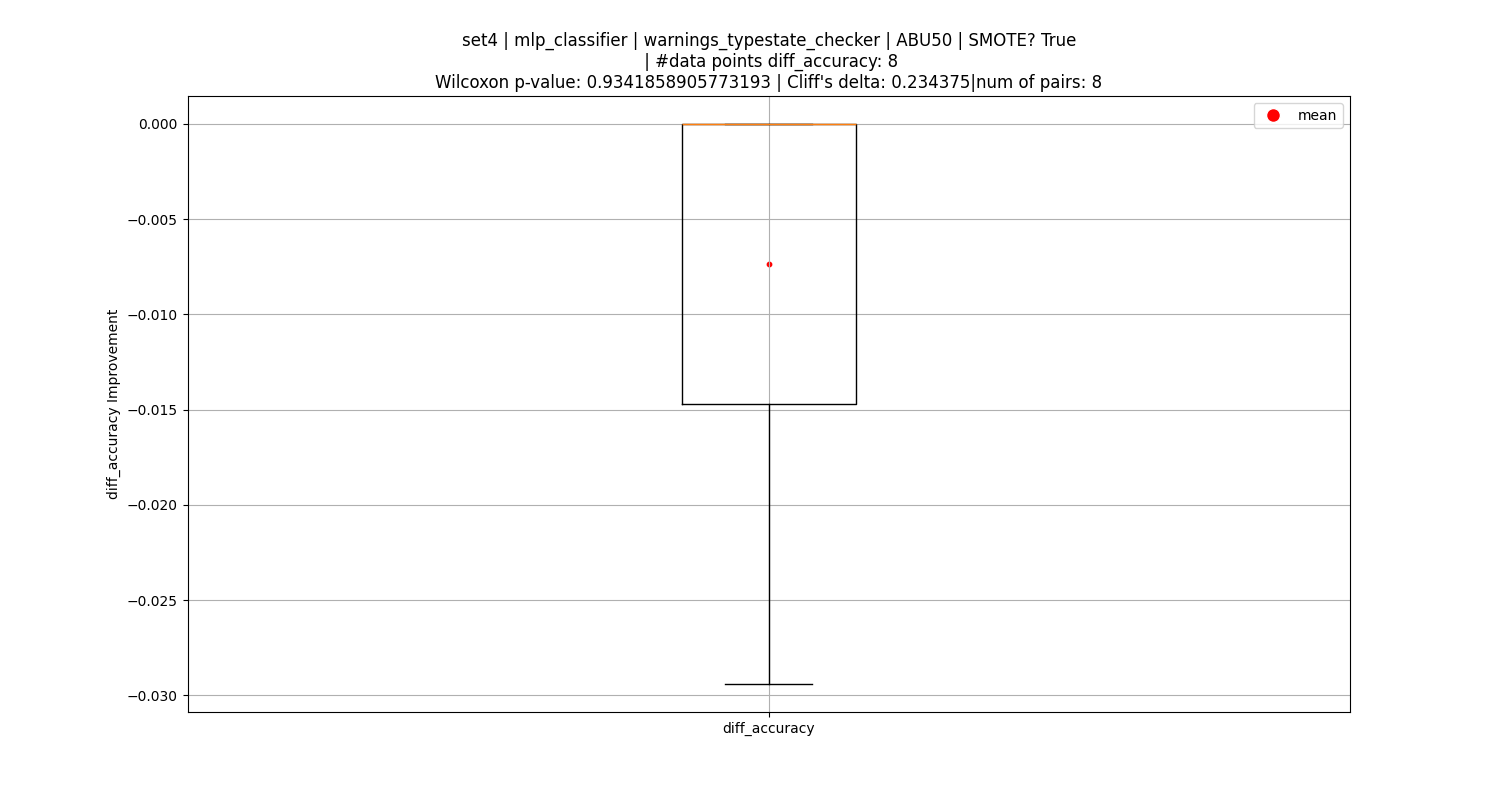 set4 | mlp_classifier | warnings_typestate_checker | ABU50 | SMOTE? True
| #data points diff_accuracy: 8
Wilcoxon p-value: 0.9341858905773193 | Cliff's delta: 0.234375|num of pairs: 8
mean
0.000
−0.005
−0.010
−0.015
−0.020
−0.025
−0.030
diff_accuracy Improvement
diff_accuracy